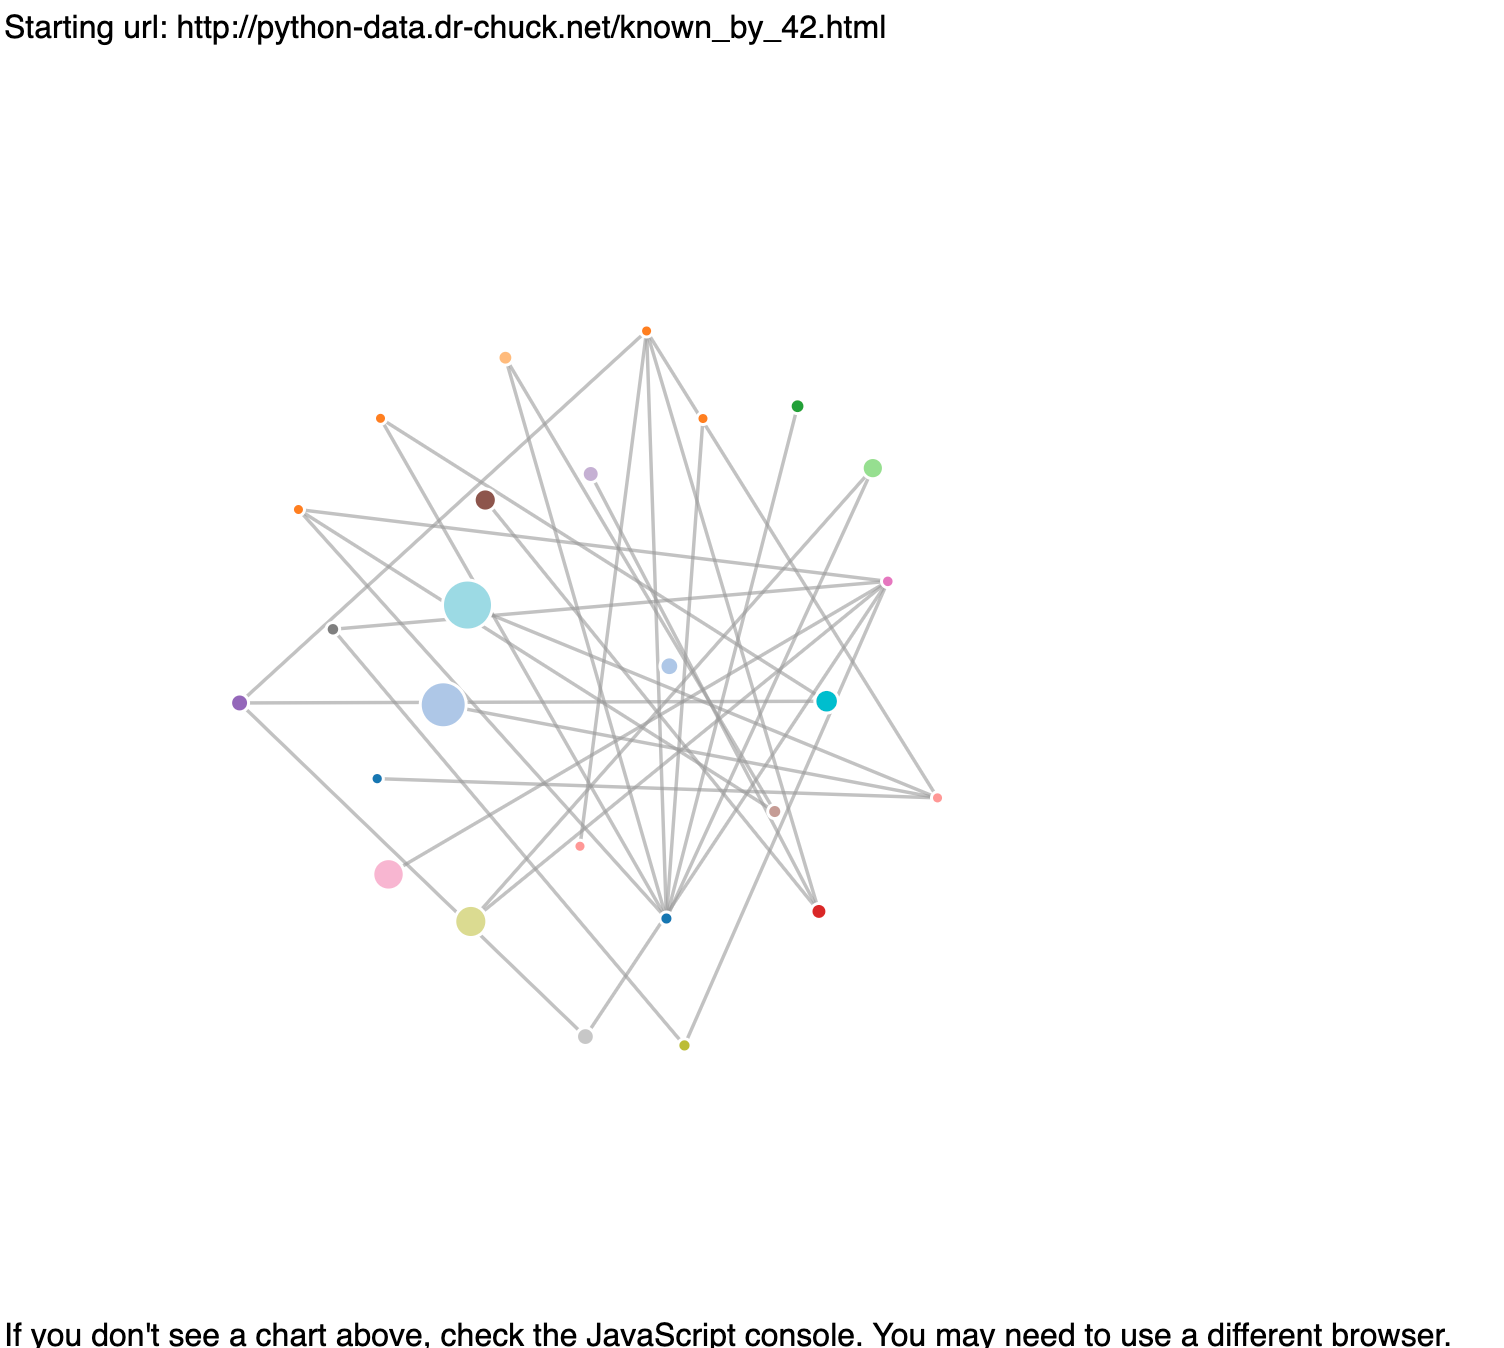 Starting url: http://python-data.dr-chuck.net/known_by_42.html
If you don't see a chart above, check the JavaScript console. You may need to use a different browser.